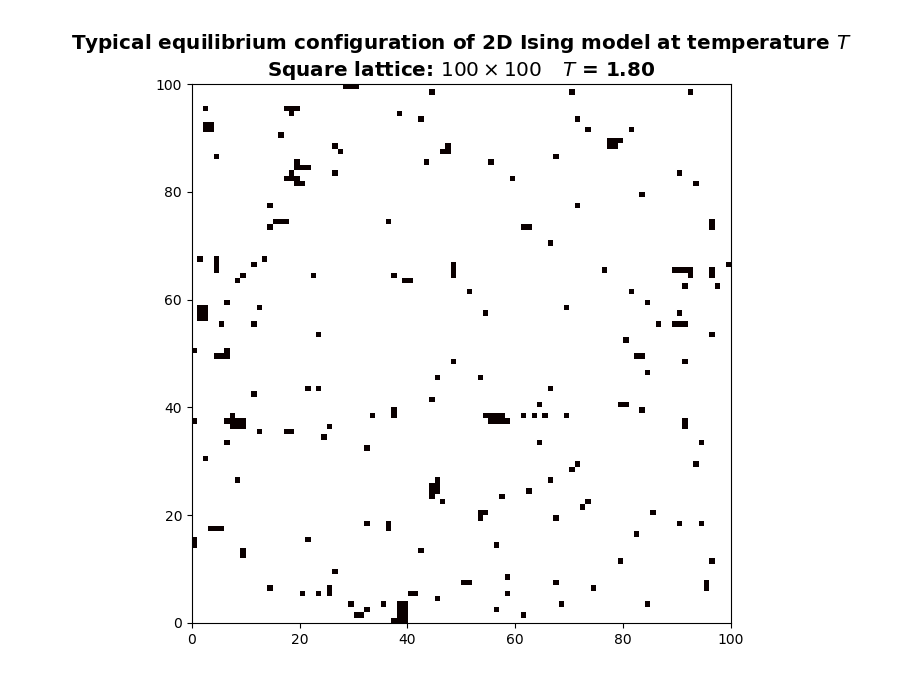 Typical equilibrium configuration of 2D Ising model at temperature T
Square lattice: 100 × 100 T = 1.80
100
80
60
40
20
0
0 20 40 60 80 100